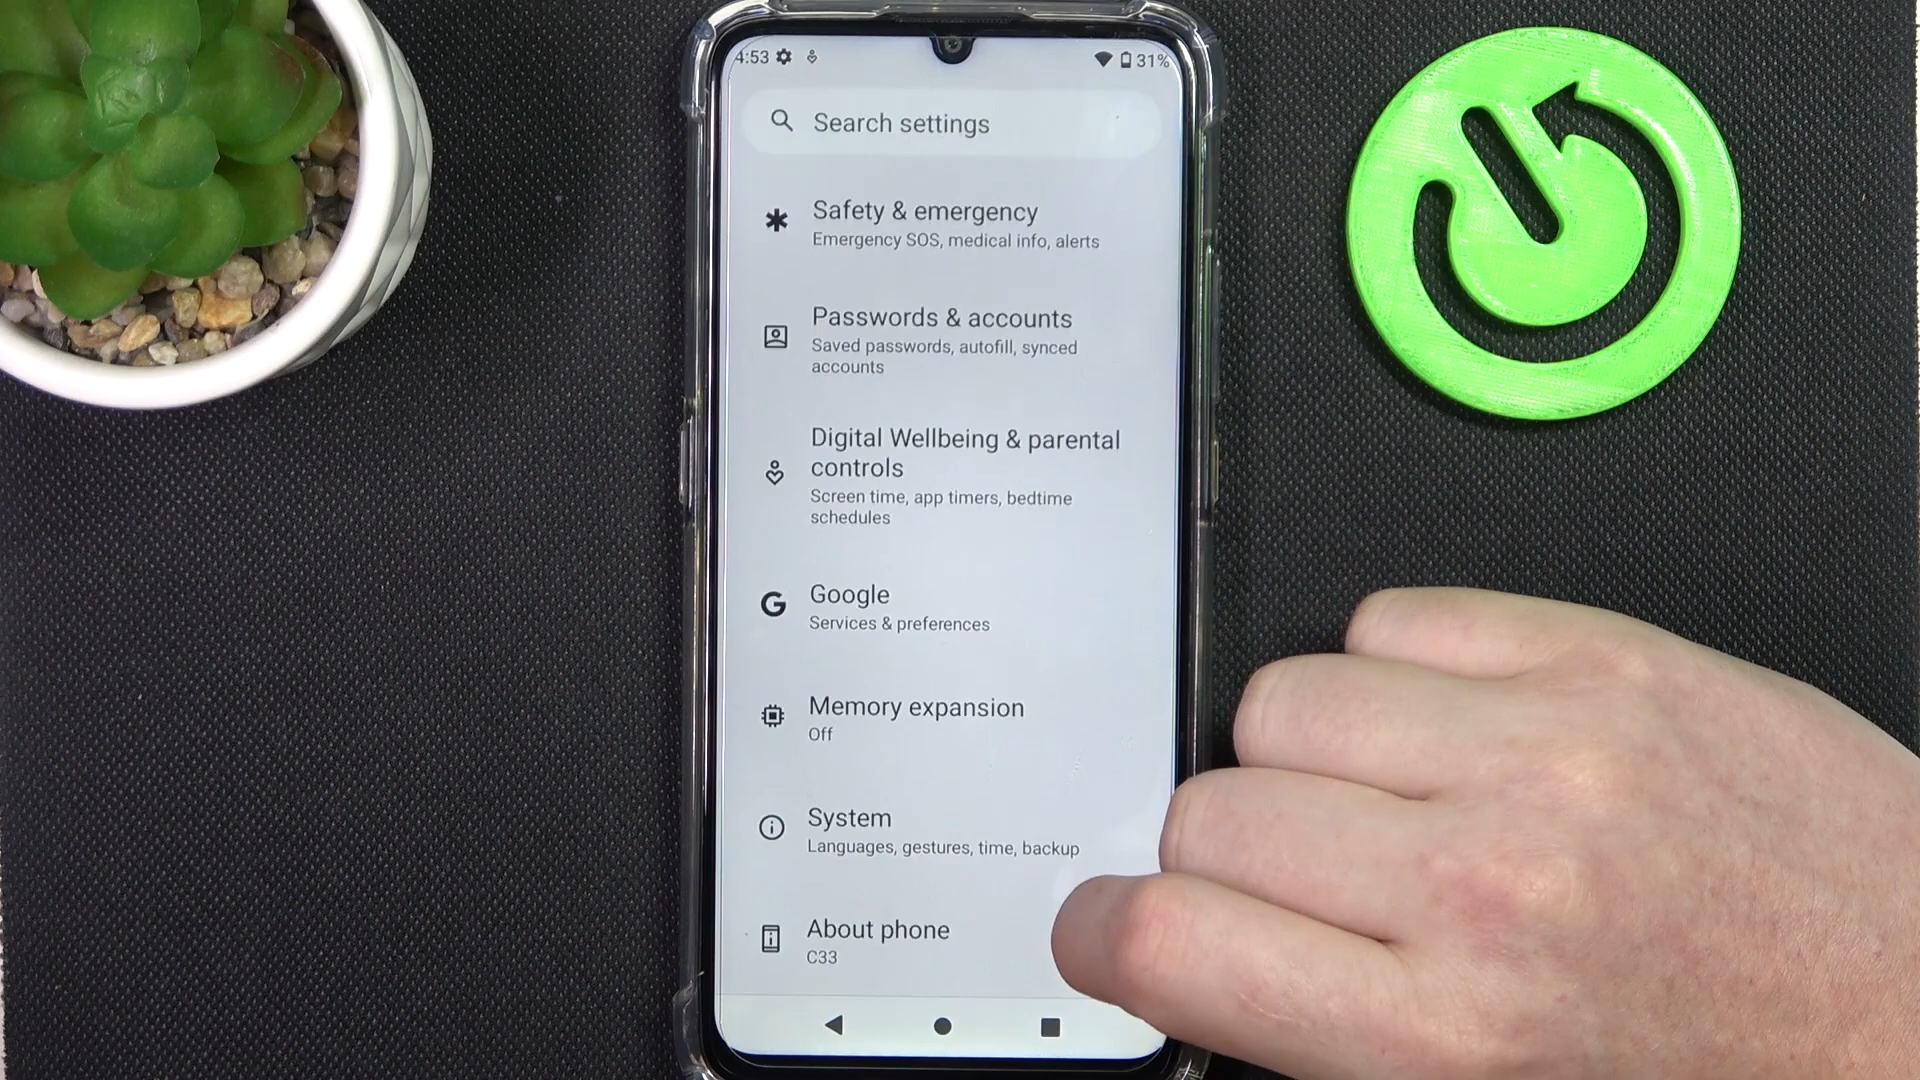 4:53 31%
Search settings
Safety & emergency
Emergency SOS, medical info, alerts
Passwords & accounts
Saved passwords, autofill, synced
accounts
Digital Wellbeing & parental
controls
Screen time, app timers, bedtime
schedules
Google
Services & preferences
Memory expansion
Off
System
Languages, gestures, time, backup
About phone
C33